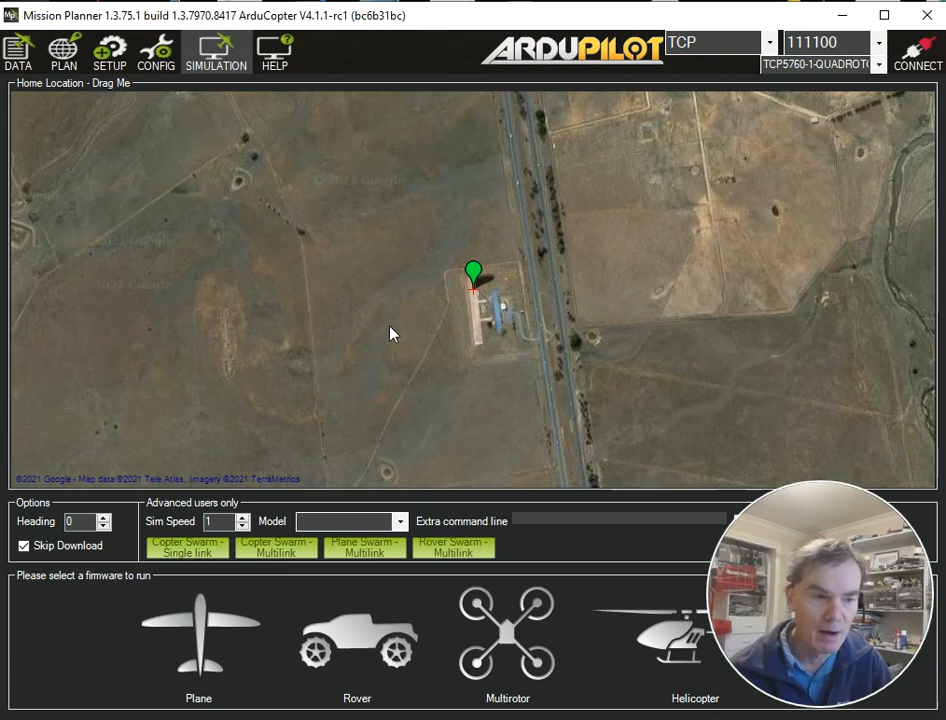 Mission Planner 1.3.75.1 build 1.3.7970.8417 ArduCopter V4.1.1-rc1 (bc6b31bc)
DATA PLAN SETUP CONFIG SIMULATION HELP
ARDUPILOT
TCP 111100
TCP5760-1-QUADROT
CONNECT
Home Location - Drag Me
©2021 Google - Map data ©2021 Tele Atlas, Imagery ©2021 TerraMetrics
Options
Heading 0
Skip Download
Advanced users only
Sim Speed 1 Model Extra command line
Copter Swarm - Single link
Copter Swarm - Multilink
Plane Swarm - Multilink
Rover Swarm - Multilink
Please select a firmware to run
Plane
Rover
Multirotor
Helicopter